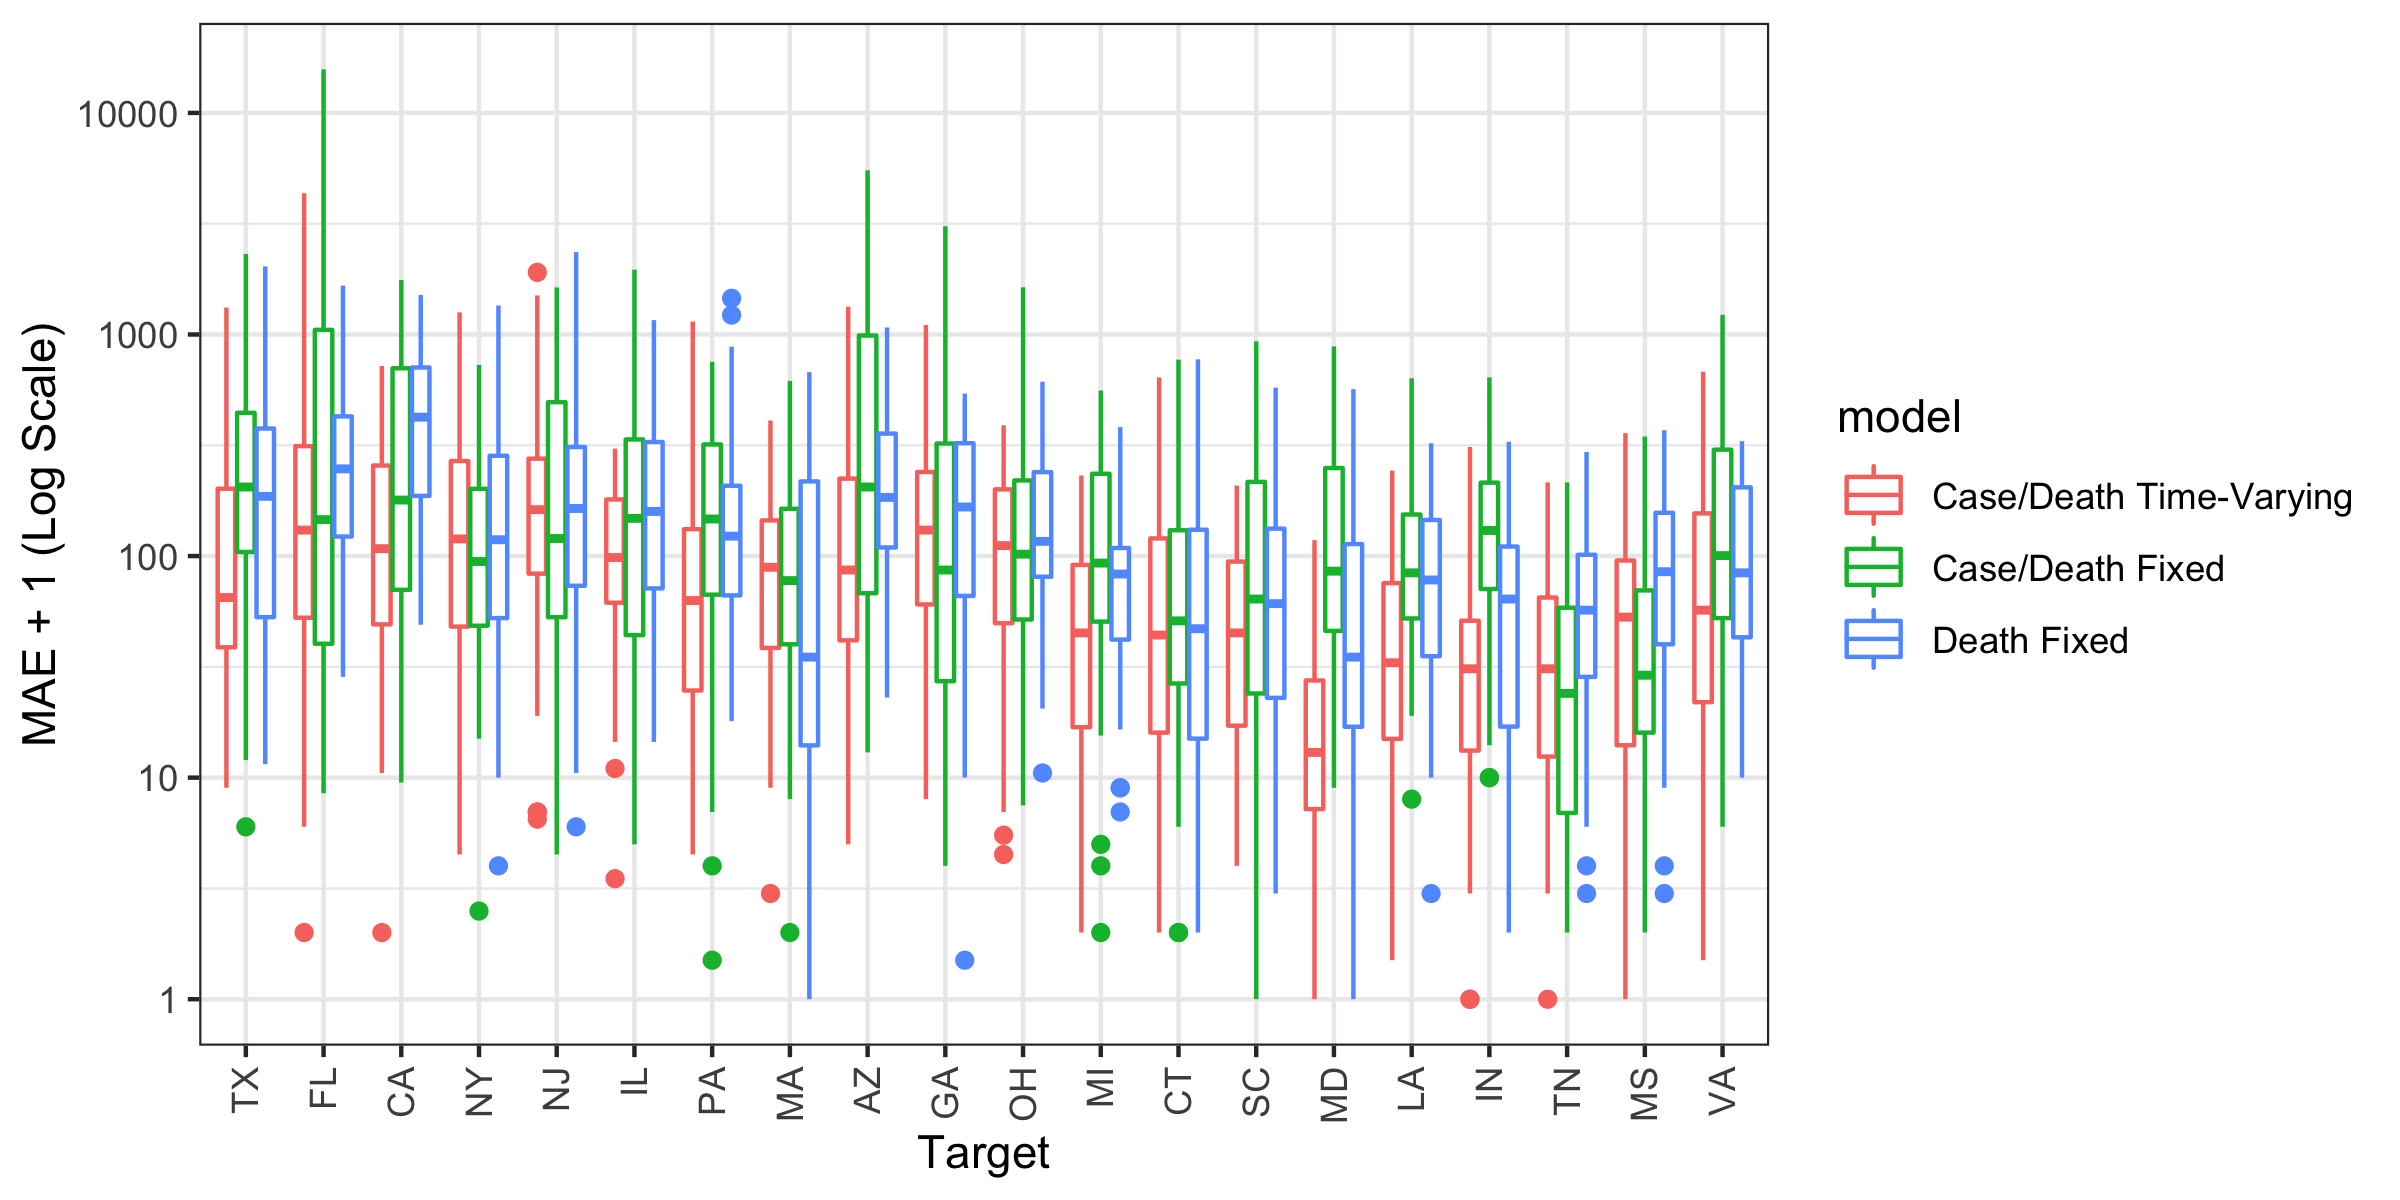 MAE + 1 (Log Scale)
10000
1000
100
10
1
TX
FL
CA
NY
NJ
IL
PA
MA
AZ
GA
OH
MI
CT
SC
MD
LA
IN
TN
MS
VA
Target
model
Case/Death Time-Varying
Case/Death Fixed
Death Fixed